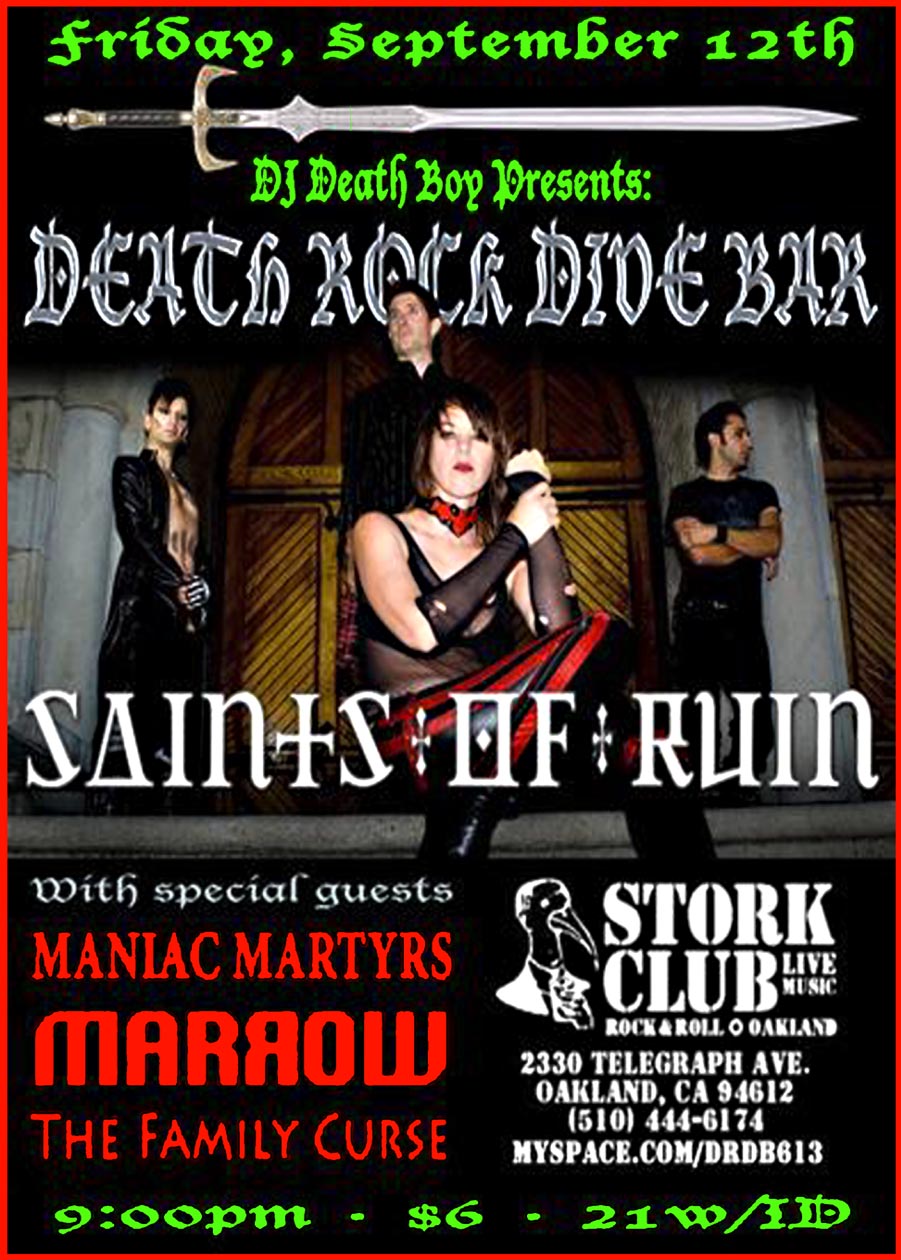 Friday, September 12th
DJ Death Boy Presents:
DEATH ROCK DIVE BAR
SAINTS OF RUIN
With special guests
MANIAC MARTYRS
MARROW
THE FAMILY CURSE
STORK
CLUB
LIVE
MUSIC
ROCK & ROLL OAKLAND
2330 TELEGRAPH AVE.
OAKLAND, CA 94612
(510) 444-6174
MYSPACE.COM/DRDB613
9:00pm - $6 - 21 w/ID